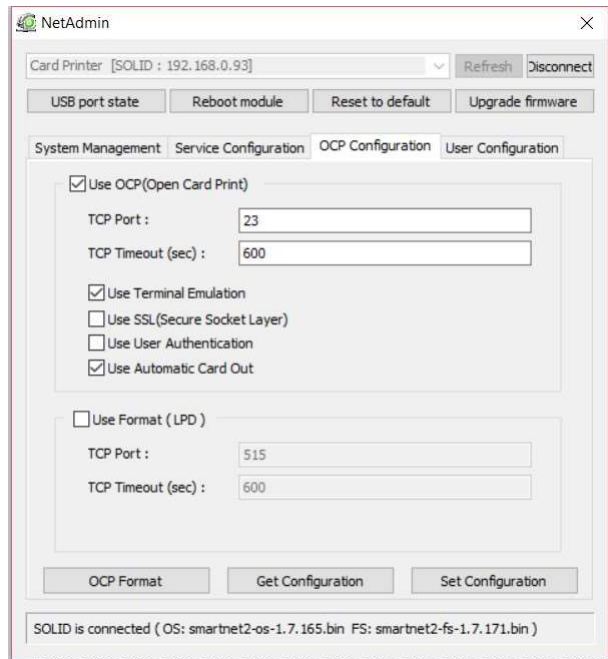 NetAdmin
Card Printer [SOLID : 192.168.0.93] Refresh Disconnect
USB port state Reboot module Reset to default Upgrade firmware
System Management Service Configuration OCP Configuration User Configuration
Use OCP(Open Card Print)
TCP Port : 23
TCP Timeout (sec) : 600
Use Terminal Emulation
Use SSL(Secure Socket Layer)
Use User Authentication
Use Automatic Card Out
Use Format ( LPD )
TCP Port : 515
TCP Timeout (sec) : 600
OCP Format Get Configuration Set Configuration
SOLID is connected ( OS: smartnet2-os-1.7.165.bin FS: smartnet2-fs-1.7.171.bin )